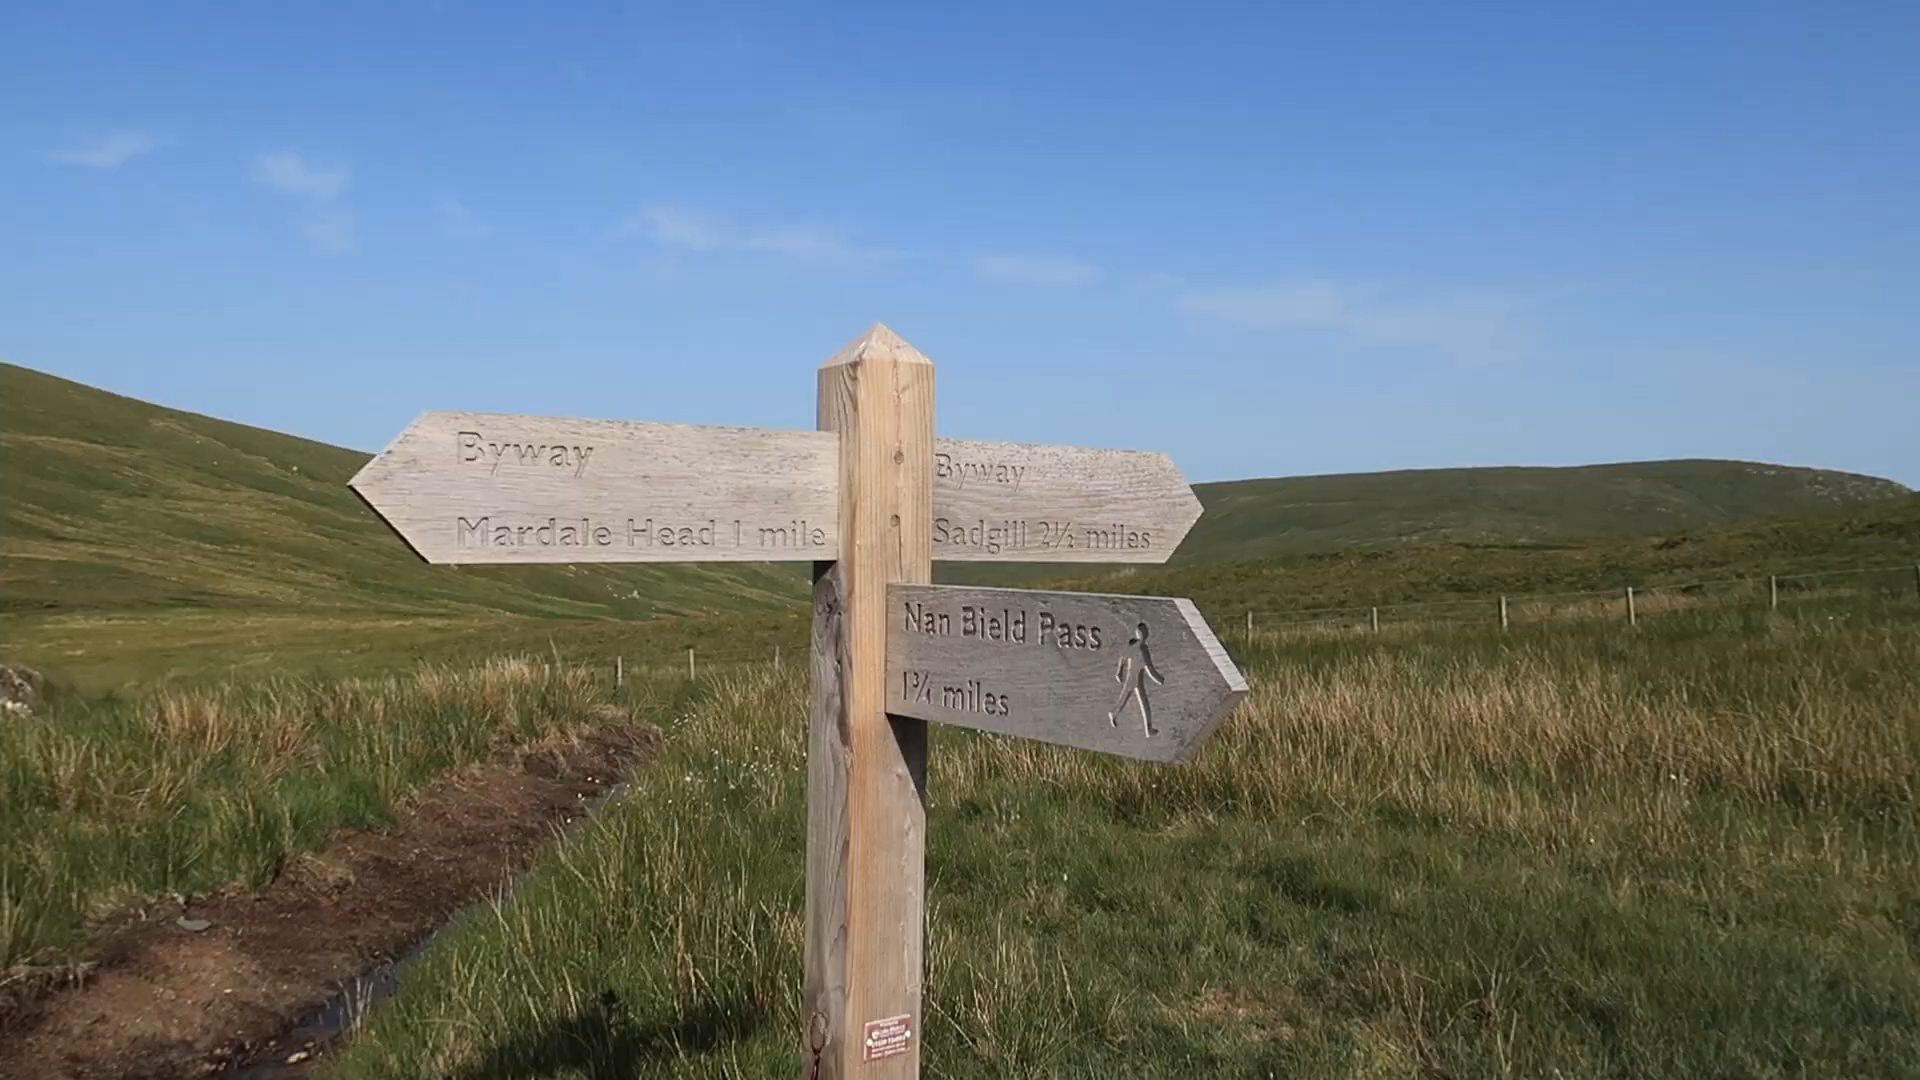 Byway
Mardale Head 1 mile
Byway
Sadgill 2½ miles
Nan Bield Pass
1¾ miles